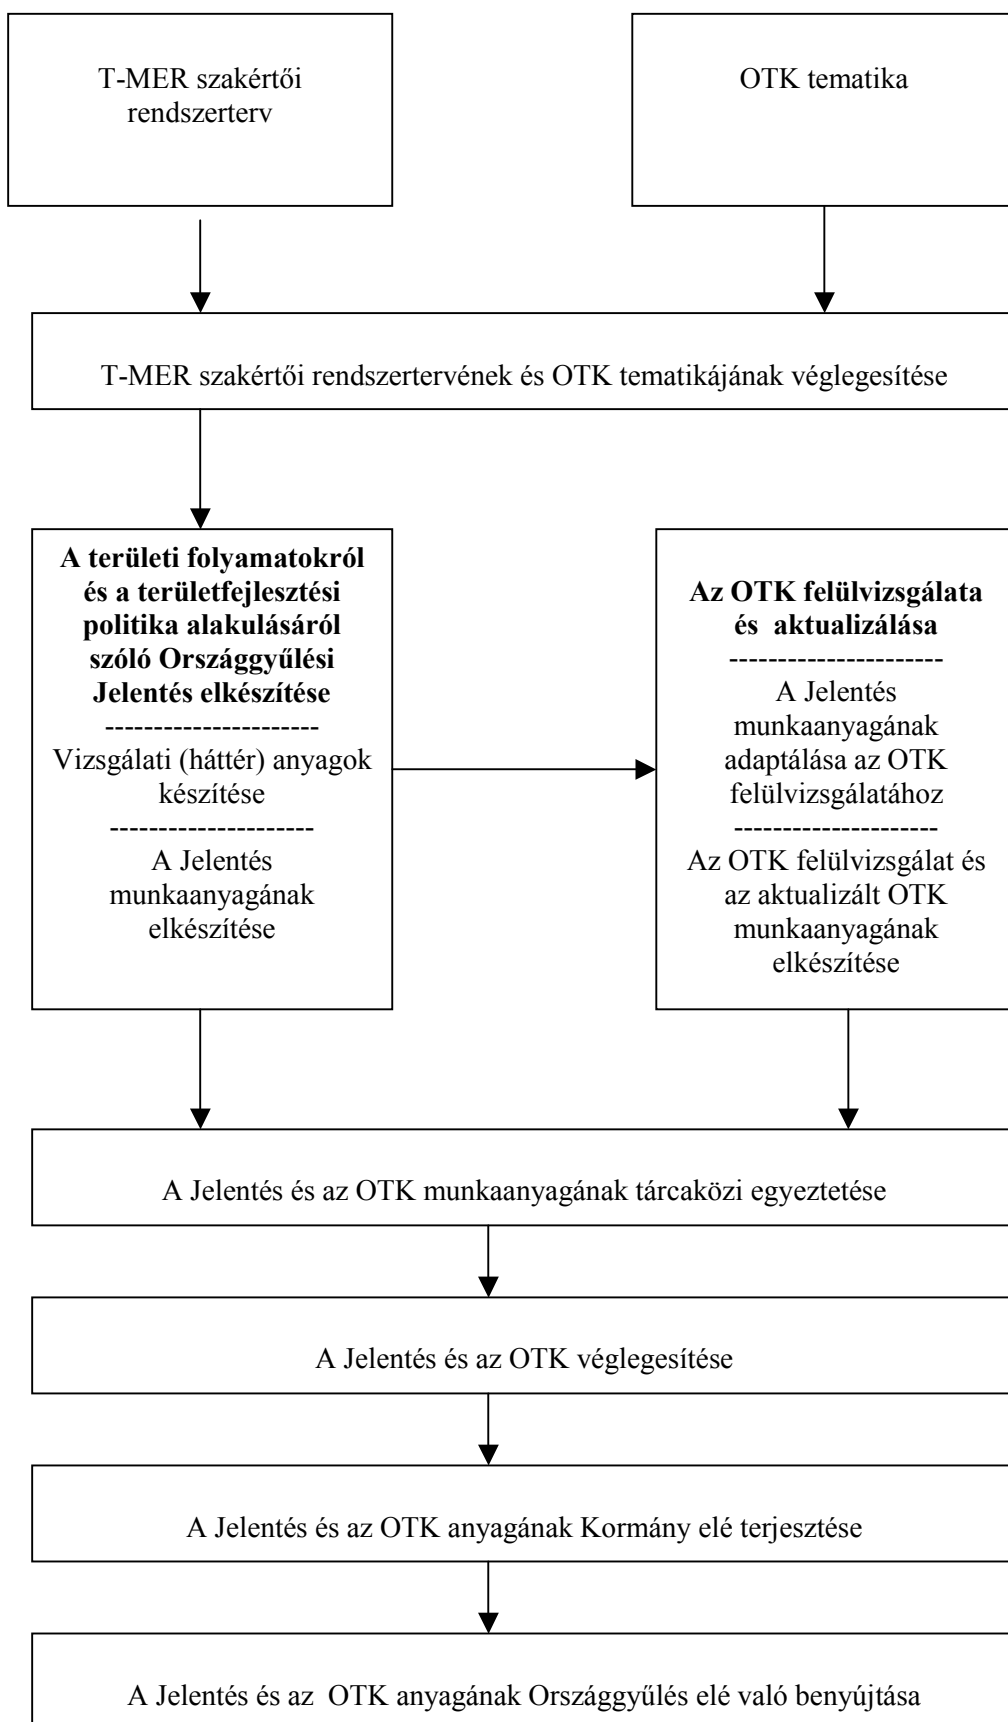 T-MER szakértői
rendszerterv
OTK tematika
T-MER szakértői rendszertervének és OTK tematikájának véglegesítése
A területi folyamatokról
és a területfejlesztési
politika alakulásáról
szóló Országgyűlési
Jelentés elkészítése
----------------------
Vizsgálati (háttér) anyagok
készítése
---------------------
A Jelentés
munkaanyagának
elkészítése
Az OTK felülvizsgálata
és aktualizálása
----------------------
A Jelentés
munkaanyagának
adaptálása az OTK
felülvizsgálatához
---------------------
Az OTK felülvizsgálat és
az aktualizált OTK
munkaanyagának
elkészítése
A Jelentés és az OTK munkaanyagának tárcaközi egyeztetése
A Jelentés és az OTK véglegesítése
A Jelentés és az OTK anyagának Kormány elé terjesztése
A Jelentés és az OTK anyagának Országgyűlés elé való benyújtása